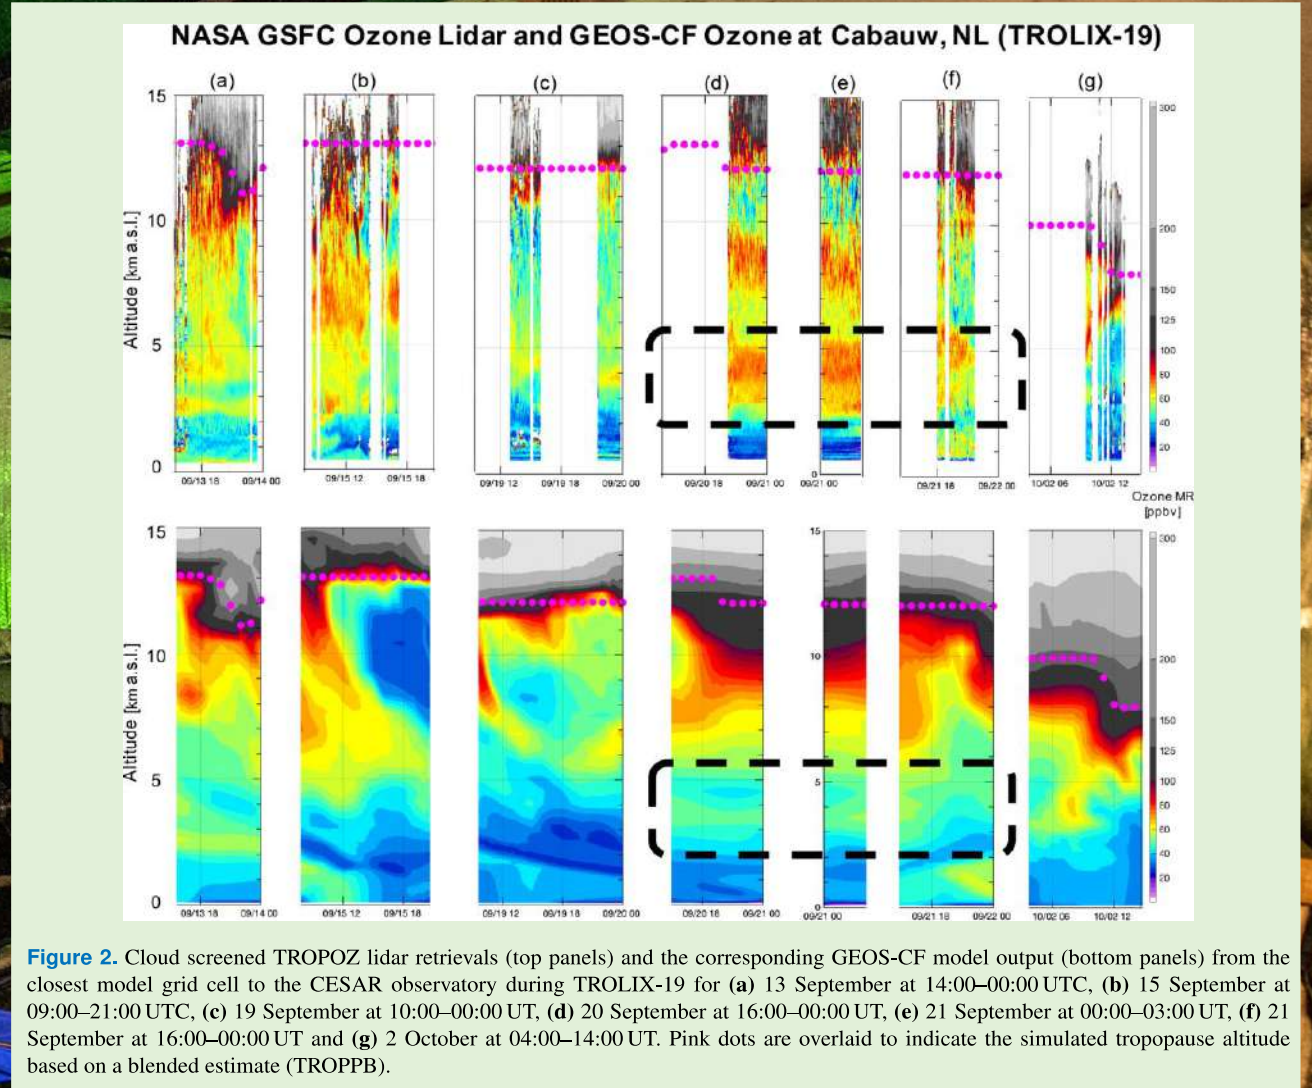 NASA GSFC Ozone Lidar and GEOS-CF Ozone at Cabauw, NL (TROLIX-19)
(a) (b) (c) (d) (e) (f) (g)
15
10
5
0
Altitude [km a.s.l.]
300
200
150
125
100
80
60
40
20
0
09/13 18 09/14 00 09/15 12 09/15 18 09/19 12 09/19 18 09/20 00 09/20 18 09/21 00 09/21 00 09/21 18 09/22 00 10/02 06 10/02 12
Ozone MR
[ppbv]
15
10
5
0
Altitude [km a.s.l.]
15
10
5
0
300
200
150
125
100
80
60
40
20
09/13 18 09/14 00 09/15 12 09/15 18 09/19 12 09/19 18 09/20 00 09/20 18 09/21 00 09/21 00 09/21 18 09/22 00 10/02 06 10/02 12
Figure 2. Cloud screened TROPOZ lidar retrievals (top panels) and the corresponding GEOS-CF model output (bottom panels) from the
closest model grid cell to the CESAR observatory during TROLIX-19 for (a) 13 September at 14:00–00:00 UTC, (b) 15 September at
09:00–21:00 UTC, (c) 19 September at 10:00–00:00 UT, (d) 20 September at 16:00–00:00 UT, (e) 21 September at 00:00–03:00 UT, (f) 21
September at 16:00–00:00 UT and (g) 2 October at 04:00–14:00 UT. Pink dots are overlaid to indicate the simulated tropopause altitude
based on a blended estimate (TROPPB).